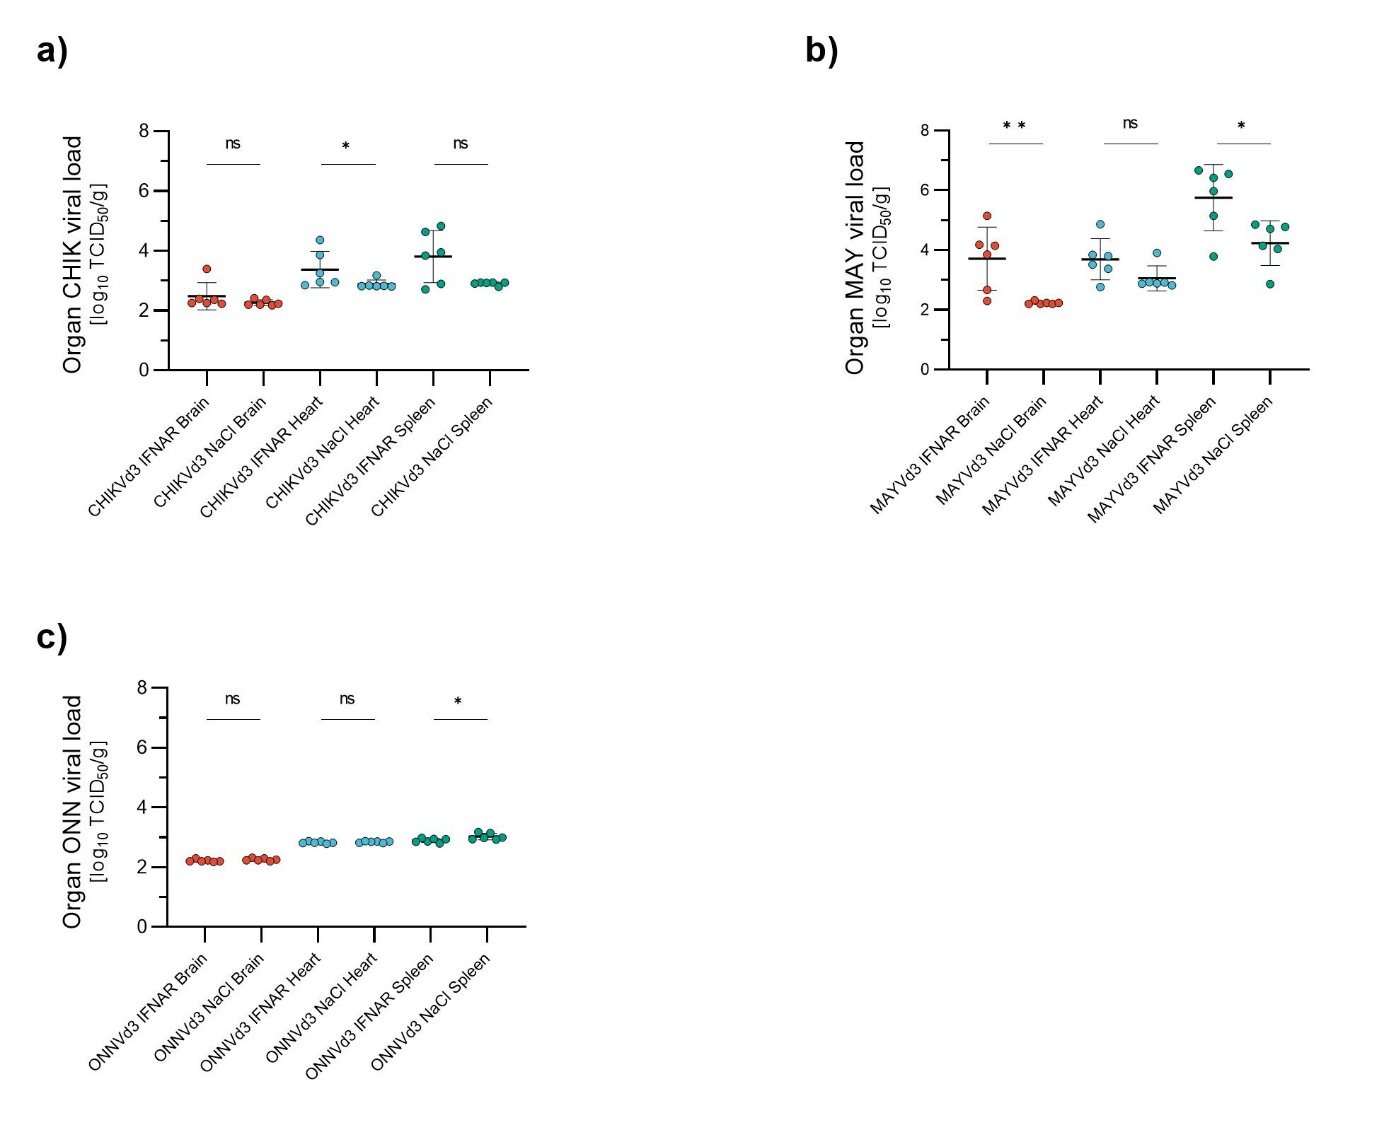 a)
Organ CHIK viral load
[log10 TCID50/g]
8
6
4
2
0
ns
*
ns
CHIKVd3 IFNAR Brain
CHIKVd3 NaCl Brain
CHIKVd3 IFNAR Heart
CHIKVd3 NaCl Heart
CHIKVd3 IFNAR Spleen
CHIKVd3 NaCl Spleen
b)
Organ MAY viral load
[log10 TCID50/g]
8
6
4
2
0
**
ns
*
MAYVd3 IFNAR Brain
MAYVd3 NaCl Brain
MAYVd3 IFNAR Heart
MAYVd3 NaCl Heart
MAYVd3 IFNAR Spleen
MAYVd3 NaCl Spleen
c)
Organ ONN viral load
[log10 TCID50/g]
8
6
4
2
0
ns
ns
*
ONNVd3 IFNAR Brain
ONNVd3 NaCl Brain
ONNVd3 IFNAR Heart
ONNVd3 NaCl Heart
ONNVd3 IFNAR Spleen
ONNVd3 NaCl Spleen